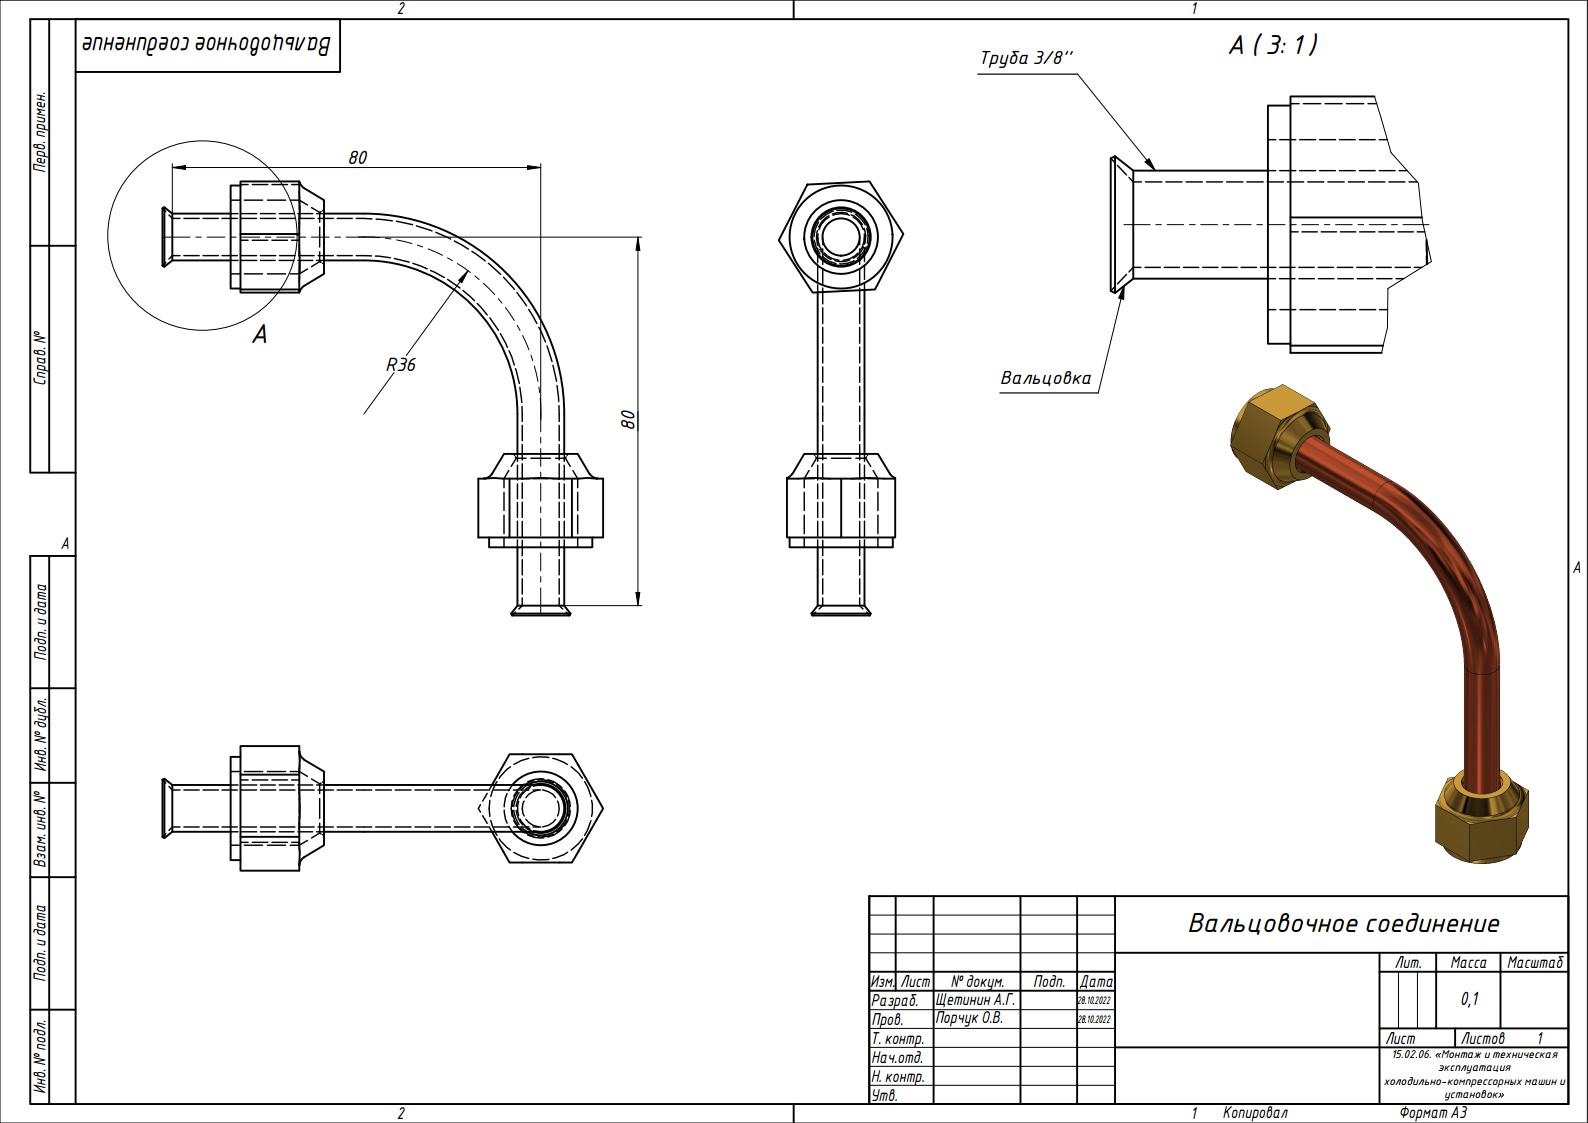 2
1
Вальцовочное соединение
Перв. примен.
Справ. №
А
Подп. и дата
Инв. № дубл.
Взам. инв. №
Подп. и дата
Инв. № подл.
80
А
R36
80
А ( 3: 1 )
Труба 3/8''
Вальцовка
А
Вальцовочное соединение
Лит.
Масса
Масштаб
0,1
Изм.
Лист
№ докум.
Подп.
Дата
Разраб.
Щетинин А.Г.
28.10.2022
Пров.
Порчук О.В.
28.10.2022
Т. контр.
Нач.отд.
Н. контр.
Утв.
Лист
Листов 1
15.02.06. «Монтаж и техническая
эксплуатация
холодильно-компрессорных машин и
установок»
2
1
Копировал
Формат А3